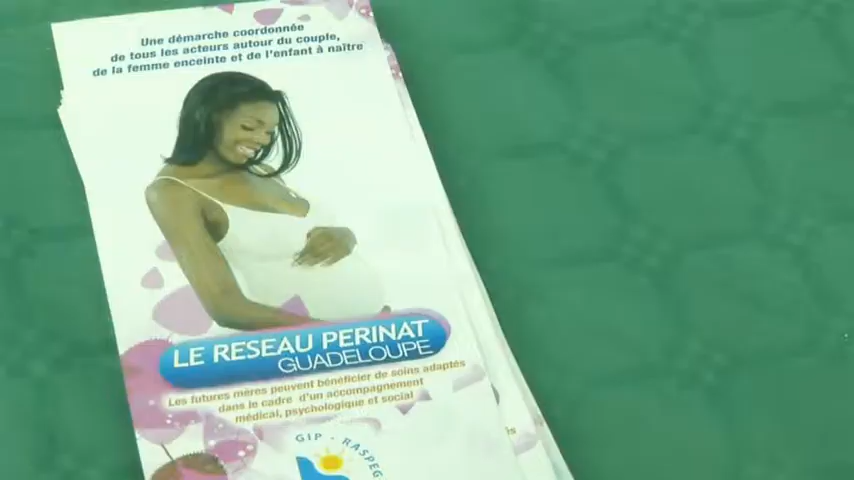 Une démarche coordonnée
de tous les acteurs autour du couple,
de la femme enceinte et de l'enfant à naître
LE RESEAU PERINAT
GUADELOUPE
Les futures mères peuvent bénéficier de soins adaptés
dans le cadre d'un accompagnement
médical, psychologique et social
GIP - RASPEG